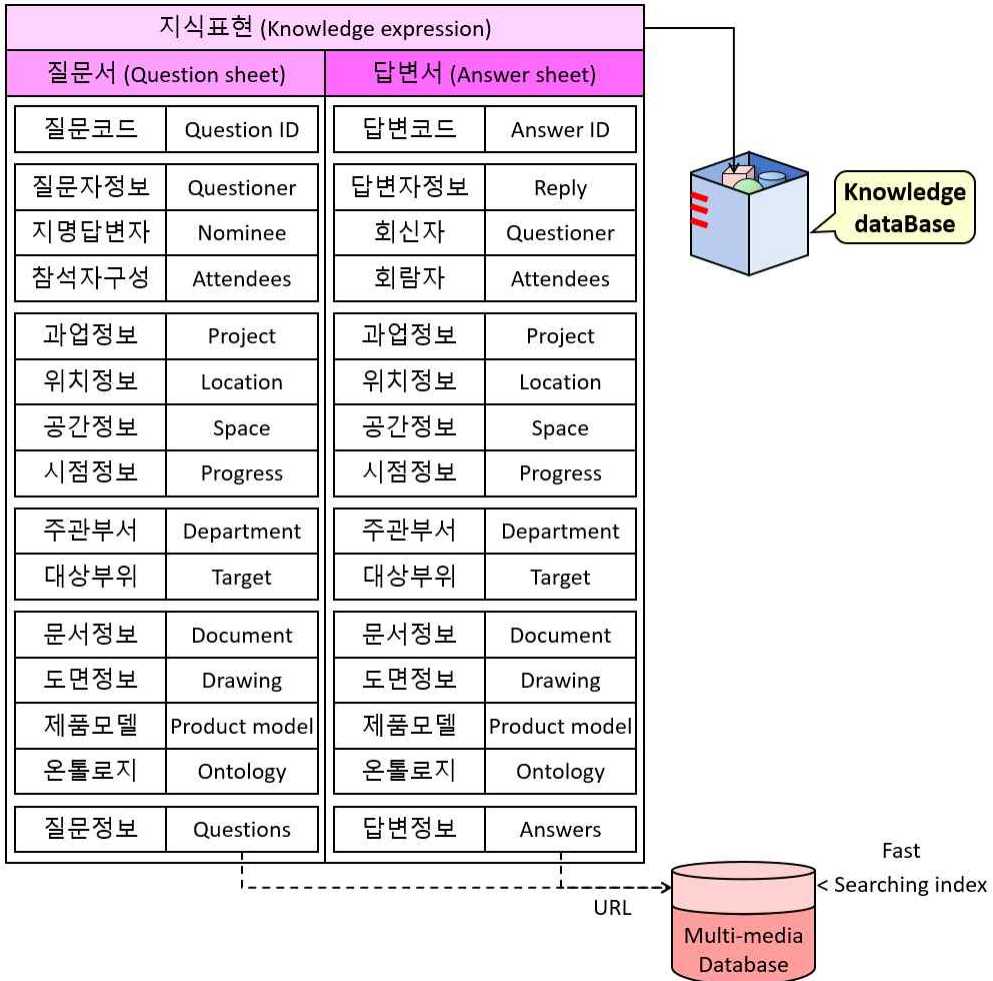 지식표현 (Knowledge expression)
질문서 (Question sheet) 답변서 (Answer sheet)
질문코드 Question ID 답변코드 Answer ID
질문자정보 Questioner 답변자정보 Reply
지명답변자 Nominee 회신자 Questioner
참석자구성 Attendees 회람자 Attendees
과업정보 Project 과업정보 Project
위치정보 Location 위치정보 Location
공간정보 Space 공간정보 Space
시점정보 Progress 시점정보 Progress
주관부서 Department 주관부서 Department
대상부위 Target 대상부위 Target
문서정보 Document 문서정보 Document
도면정보 Drawing 도면정보 Drawing
제품모델 Product model 제품모델 Product model
온톨로지 Ontology 온톨로지 Ontology
질문정보 Questions 답변정보 Answers
Knowledge
dataBase
URL
Fast
< Searching index
Multi-media
Database